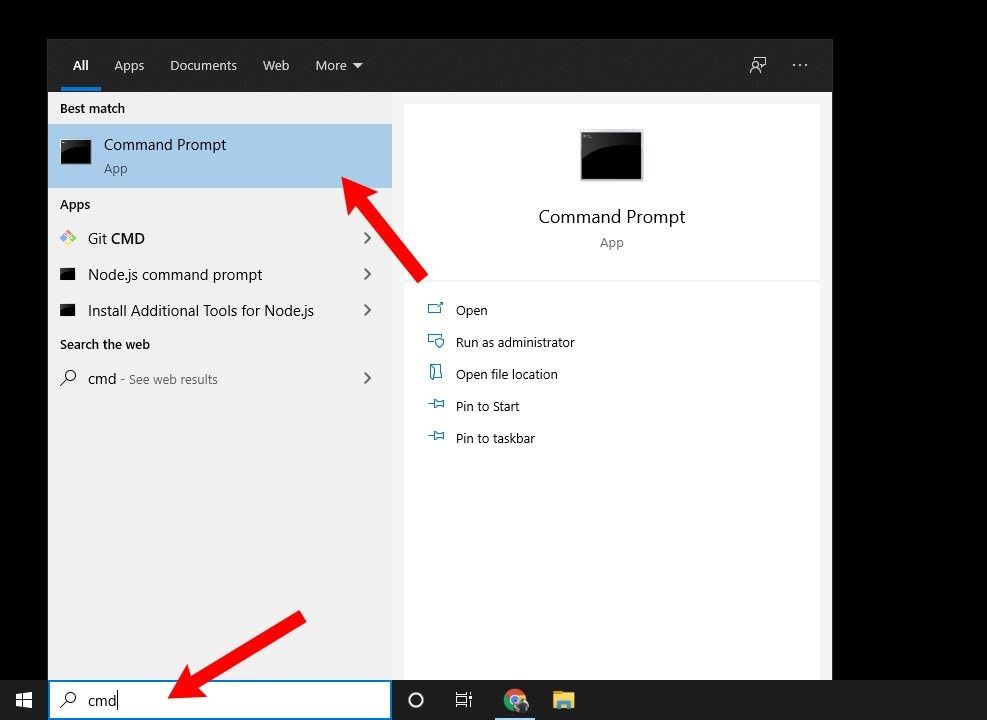 All Apps Documents Web More
Best match
Command Prompt
App
Apps
Git CMD
Node.js command prompt
Install Additional Tools for Node.js
Search the web
cmd - See web results
Command Prompt
App
Open
Run as administrator
Open file location
Pin to Start
Pin to taskbar
cmd